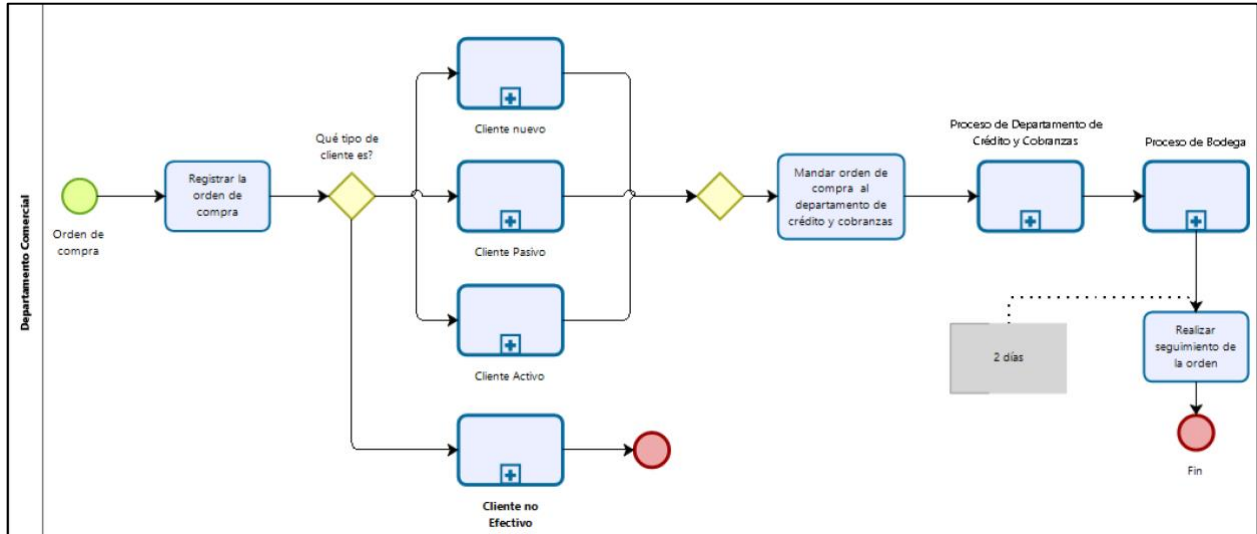 Departamento Comercial
Orden de
compra
Registrar la
orden de
compra
Qué tipo de
cliente es?
Cliente nuevo
Cliente Pasivo
Cliente Activo
Cliente no
Efectivo
Mandar orden de
compra al
departamento de
crédito y cobranzas
Proceso de Departamento de
Crédito y Cobranzas
Proceso de Bodega
2 días
Realizar
seguimiento de
la orden
Fin